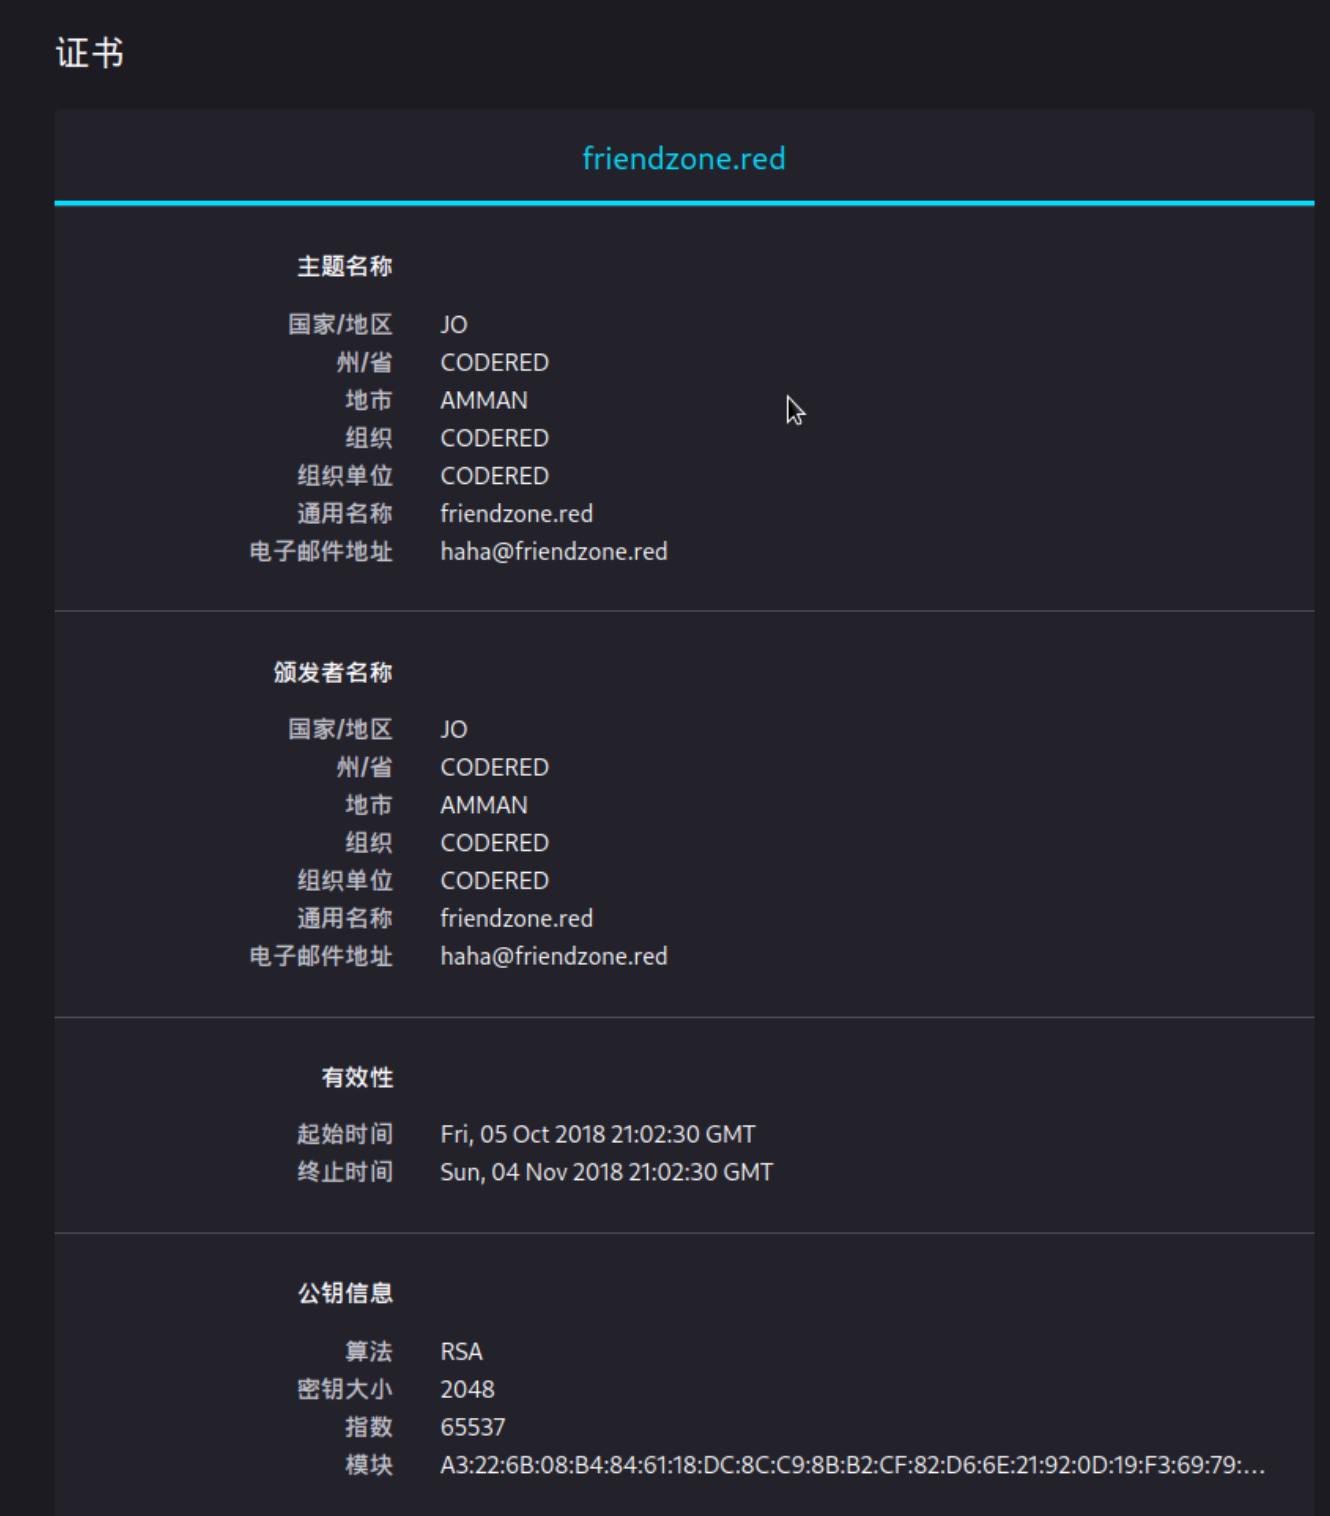 证书
friendzone.red
主题名称
国家/地区 JO
州/省 CODERED
地市 AMMAN
组织 CODERED
组织单位 CODERED
通用名称 friendzone.red
电子邮件地址 haha@friendzone.red
颁发者名称
国家/地区 JO
州/省 CODERED
地市 AMMAN
组织 CODERED
组织单位 CODERED
通用名称 friendzone.red
电子邮件地址 haha@friendzone.red
有效性
起始时间 Fri, 05 Oct 2018 21:02:30 GMT
终止时间 Sun, 04 Nov 2018 21:02:30 GMT
公钥信息
算法 RSA
密钥大小 2048
指数 65537
模块 A3:22:6B:08:B4:84:61:18:DC:8C:C9:8B:B2:CF:82:D6:6E:21:92:0D:19:F3:69:79:…